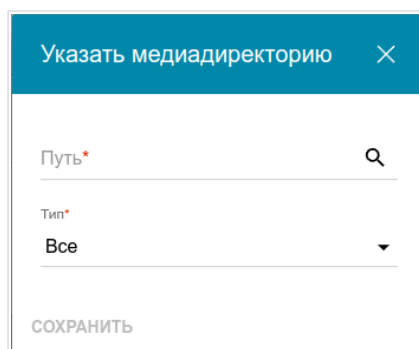 Указать медиадиректорию
Путь*
Тип*
Все
СОХРАНИТЬ